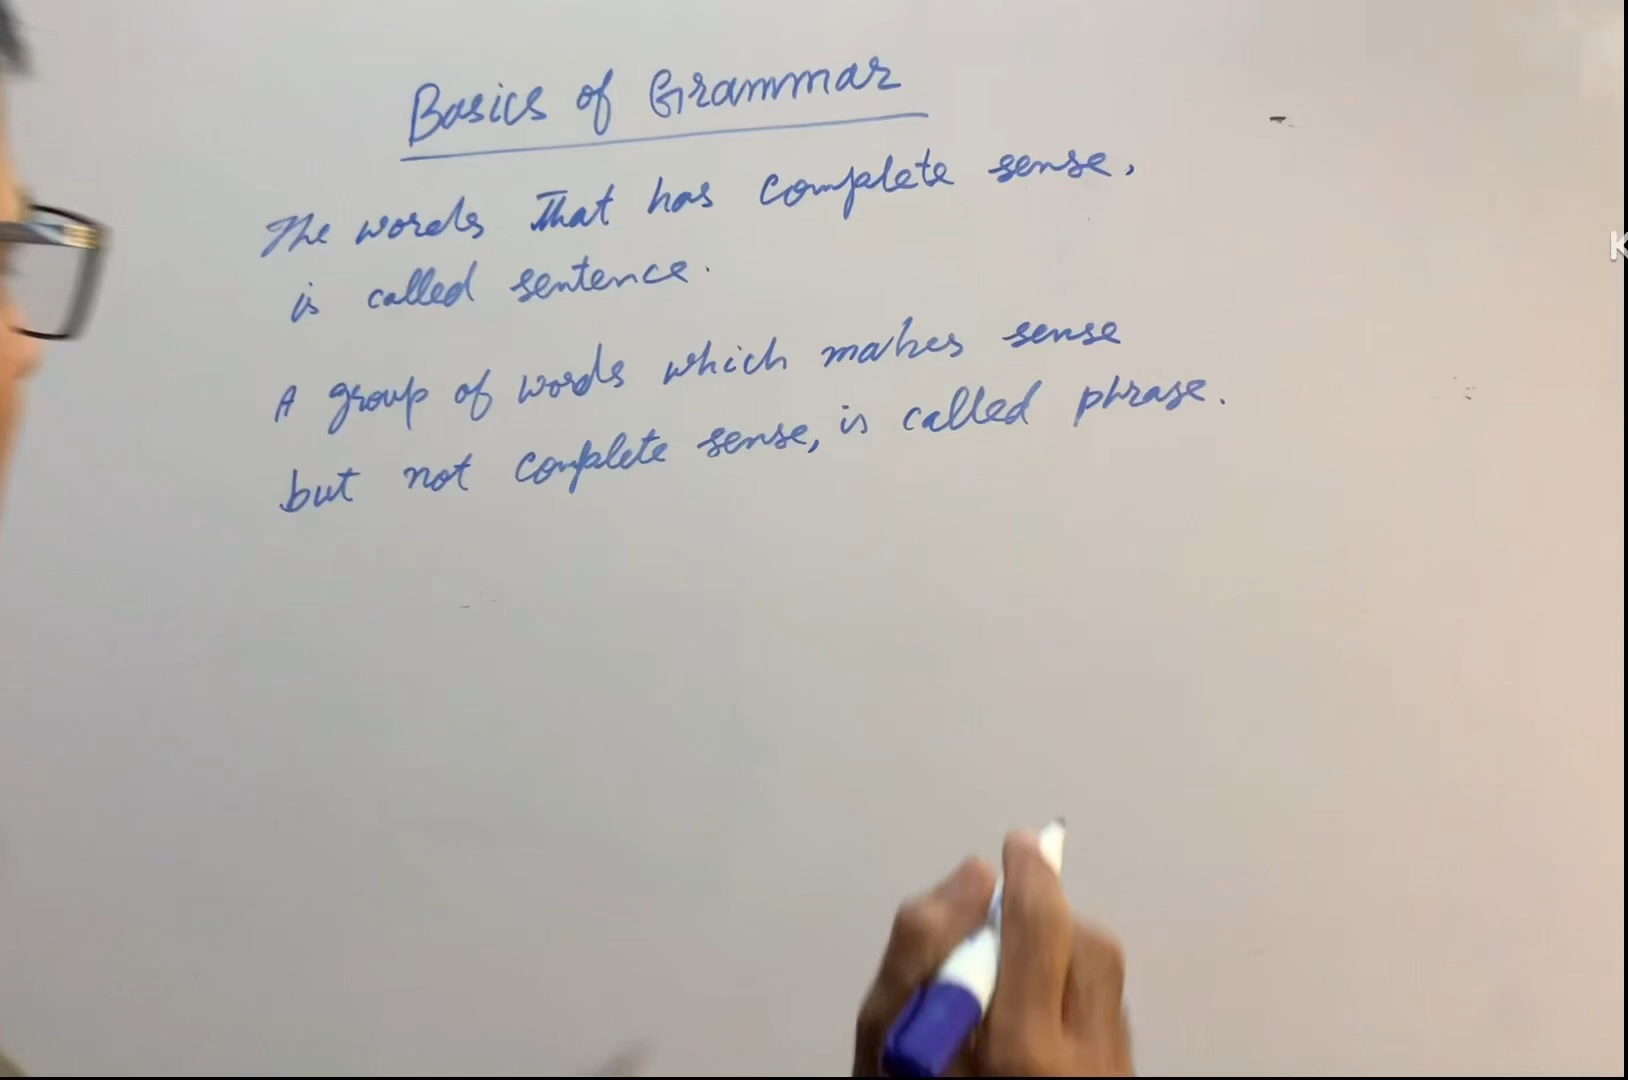 Basics of Grammar
The words that has complete sense,
is called sentence.
A group of words which makes sense
but not complete sense, is called phrase.
K